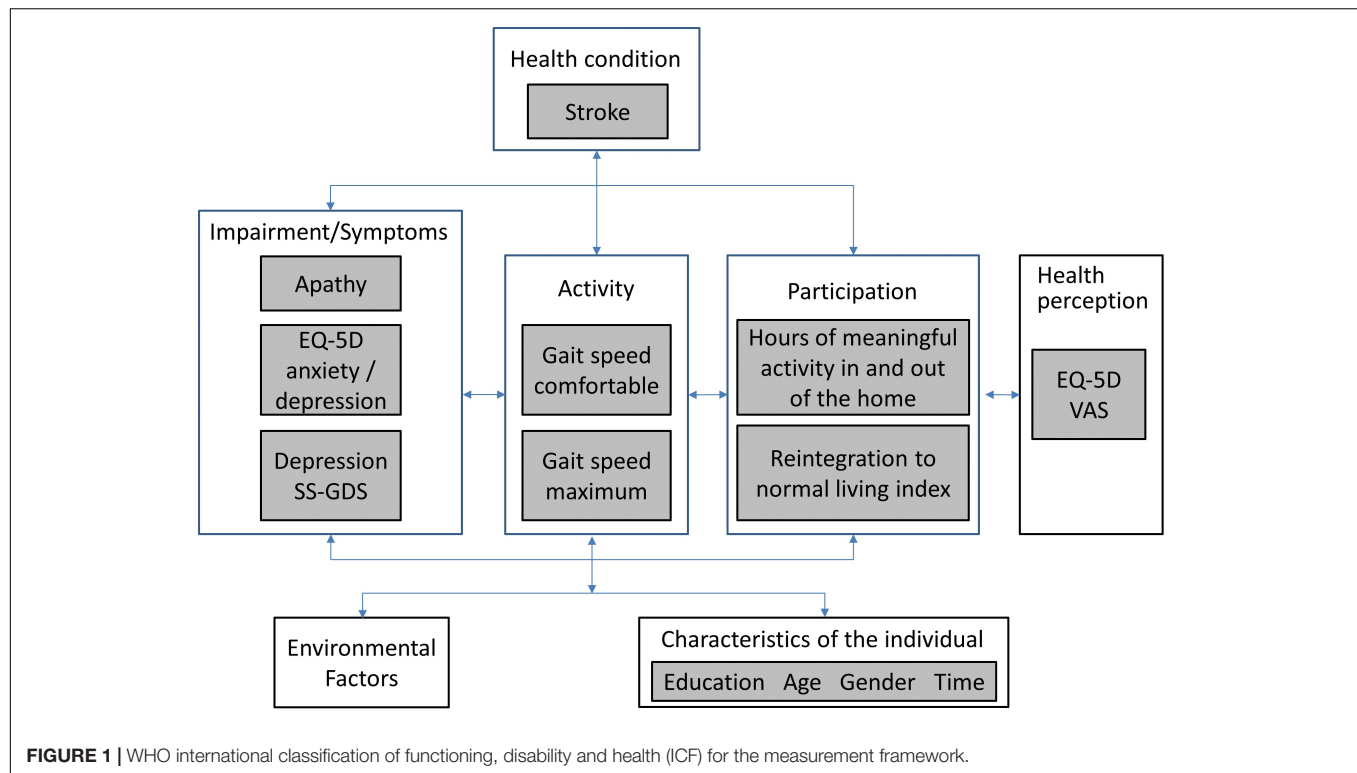 Health condition
Stroke
Impairment/Symptoms
Apathy
EQ-5D
anxiety /
depression
Depression
SS-GDS
Activity
Gait speed
comfortable
Gait speed
maximum
Participation
Hours of meaningful
activity in and out
of the home
Reintegration to
normal living index
Health
perception
EQ-5D
VAS
Environmental
Factors
Characteristics of the individual
Education Age Gender Time
FIGURE 1 | WHO international classification of functioning, disability and health (ICF) for the measurement framework.